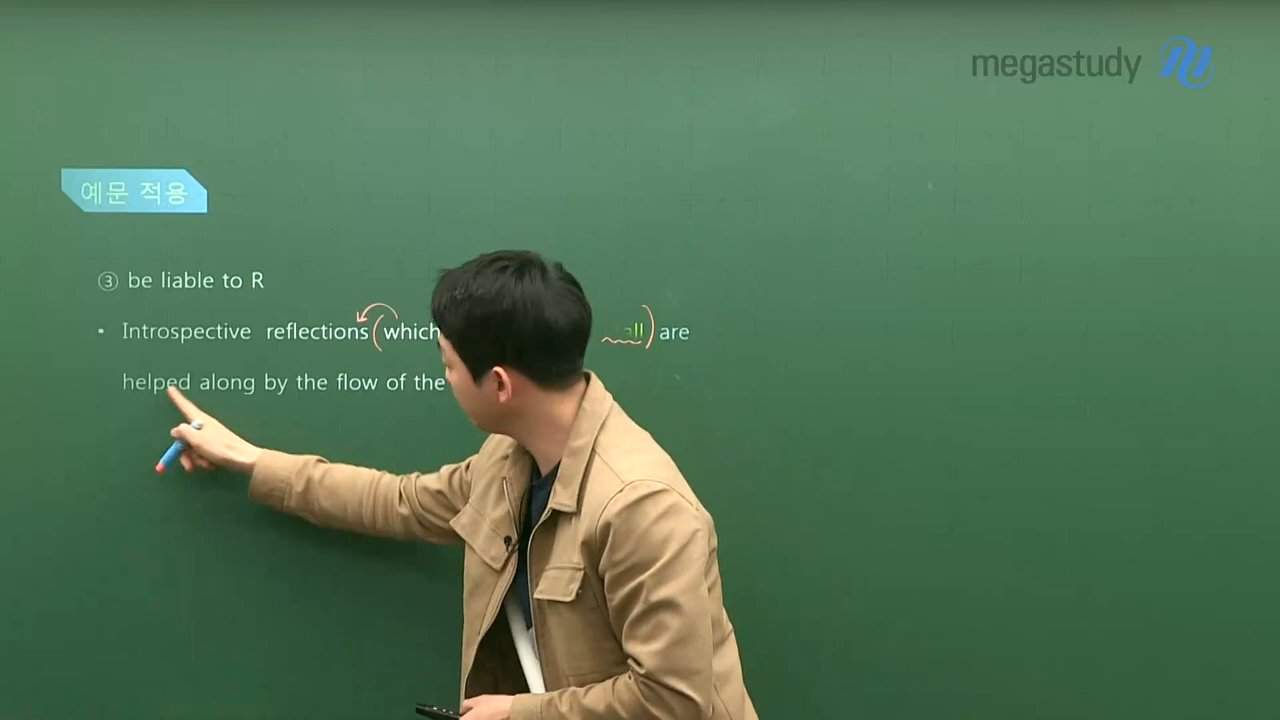 megastudy
예문 적용
③ be liable to R
• Introspective reflections (which all) are
helped along by the flow of the